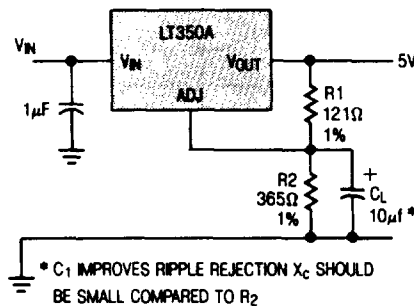 LT350A
VIN
VIN
VOUT
5V
ADJ
1µF
R1
121Ω
1%
R2
365Ω
1%
+
CL
10µf *
* C1 IMPROVES RIPPLE REJECTION XC SHOULD
BE SMALL COMPARED TO R2